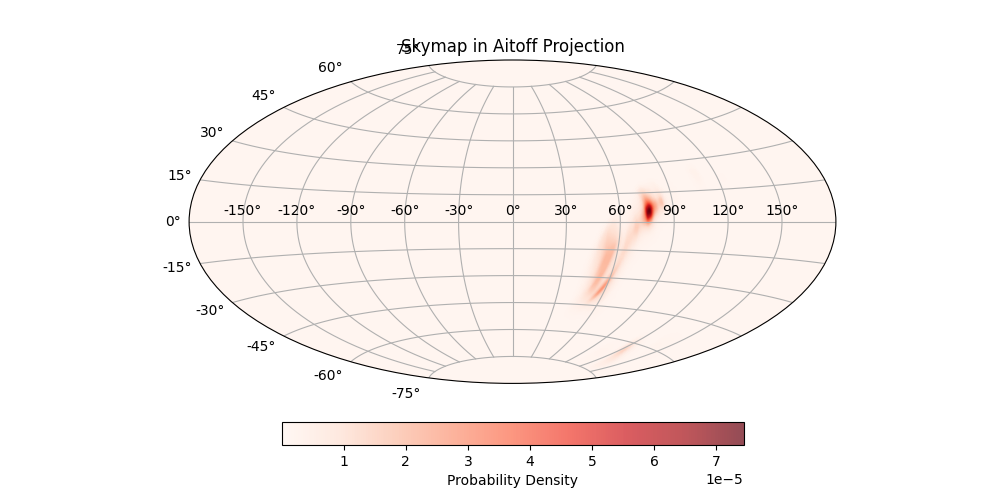 Skymap in Aitoff Projection
75°
60°
45°
30°
15°
0°
-15°
-30°
-45°
-60°
-75°
-150° -120° -90° -60° -30° 0° 30° 60° 90° 120° 150°
1 2 3 4 5 6 7
1e−5
Probability Density